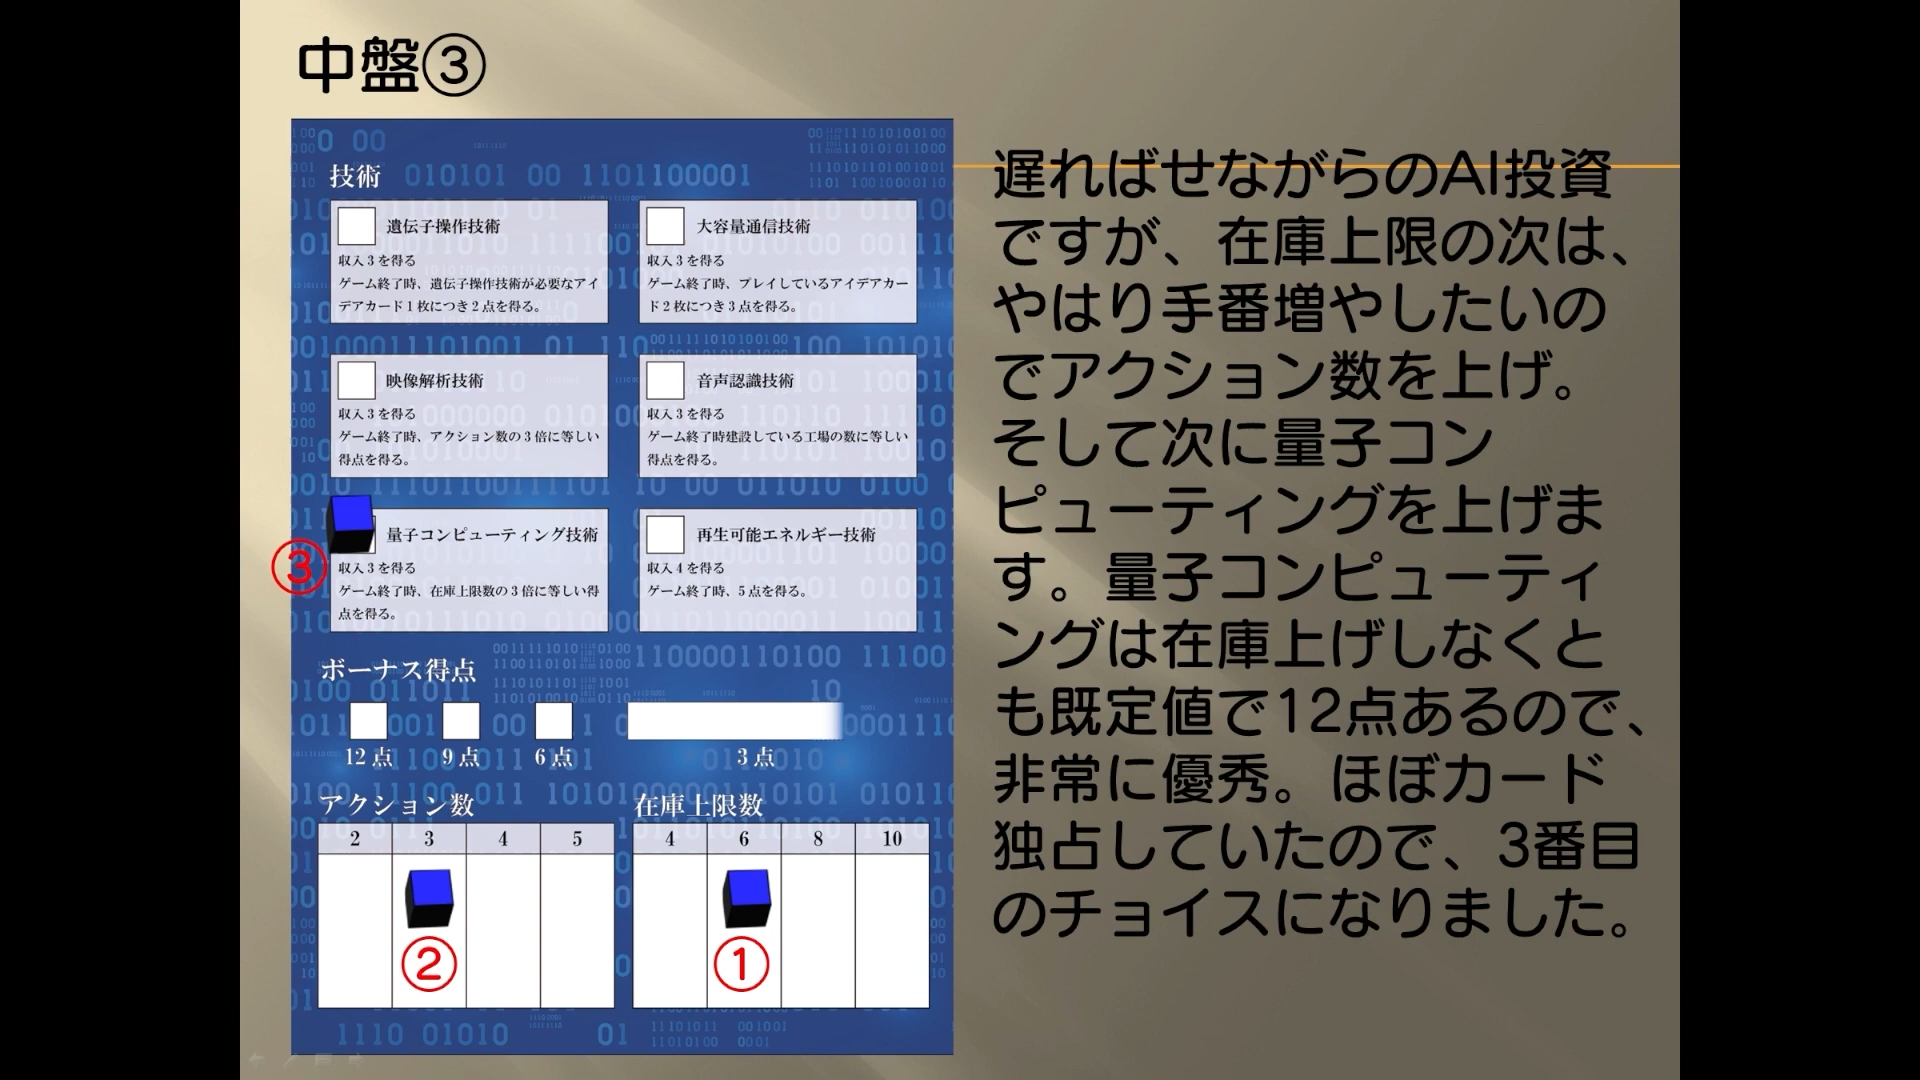 中盤③
技術
遺伝子操作技術
収入3を得る
ゲーム終了時、遺伝子操作技術が必要なアイ
デアカード1枚につき2点を得る。
大容量通信技術
収入3を得る
ゲーム終了時、プレイしているアイデアカー
ド2枚につき3点を得る。
映像解析技術
収入3を得る
ゲーム終了時、アクション数の3倍に等しい
得点を得る。
音声認識技術
収入3を得る
ゲーム終了時建設している工場の数に等しい
得点を得る。
③
量子コンピューティング技術
収入3を得る
ゲーム終了時、在庫上限数の3倍に等しい得
点を得る。
再生可能エネルギー技術
収入4を得る
ゲーム終了時、5点を得る。
ボーナス得点
12点 9点 6点 3点
アクション数
2 3 4 5
②
在庫上限数
4 6 8 10
①
遅ればせながらのAI投資
ですが、在庫上限の次は、
やはり手番増やしたいの
でアクション数を上げ。
そして次に量子コン
ピューティングを上げま
す。量子コンピューティ
ングは在庫上げしなくと
も既定値で12点あるので、
非常に優秀。ほぼカード
独占していたので、3番目
のチョイスになりました。